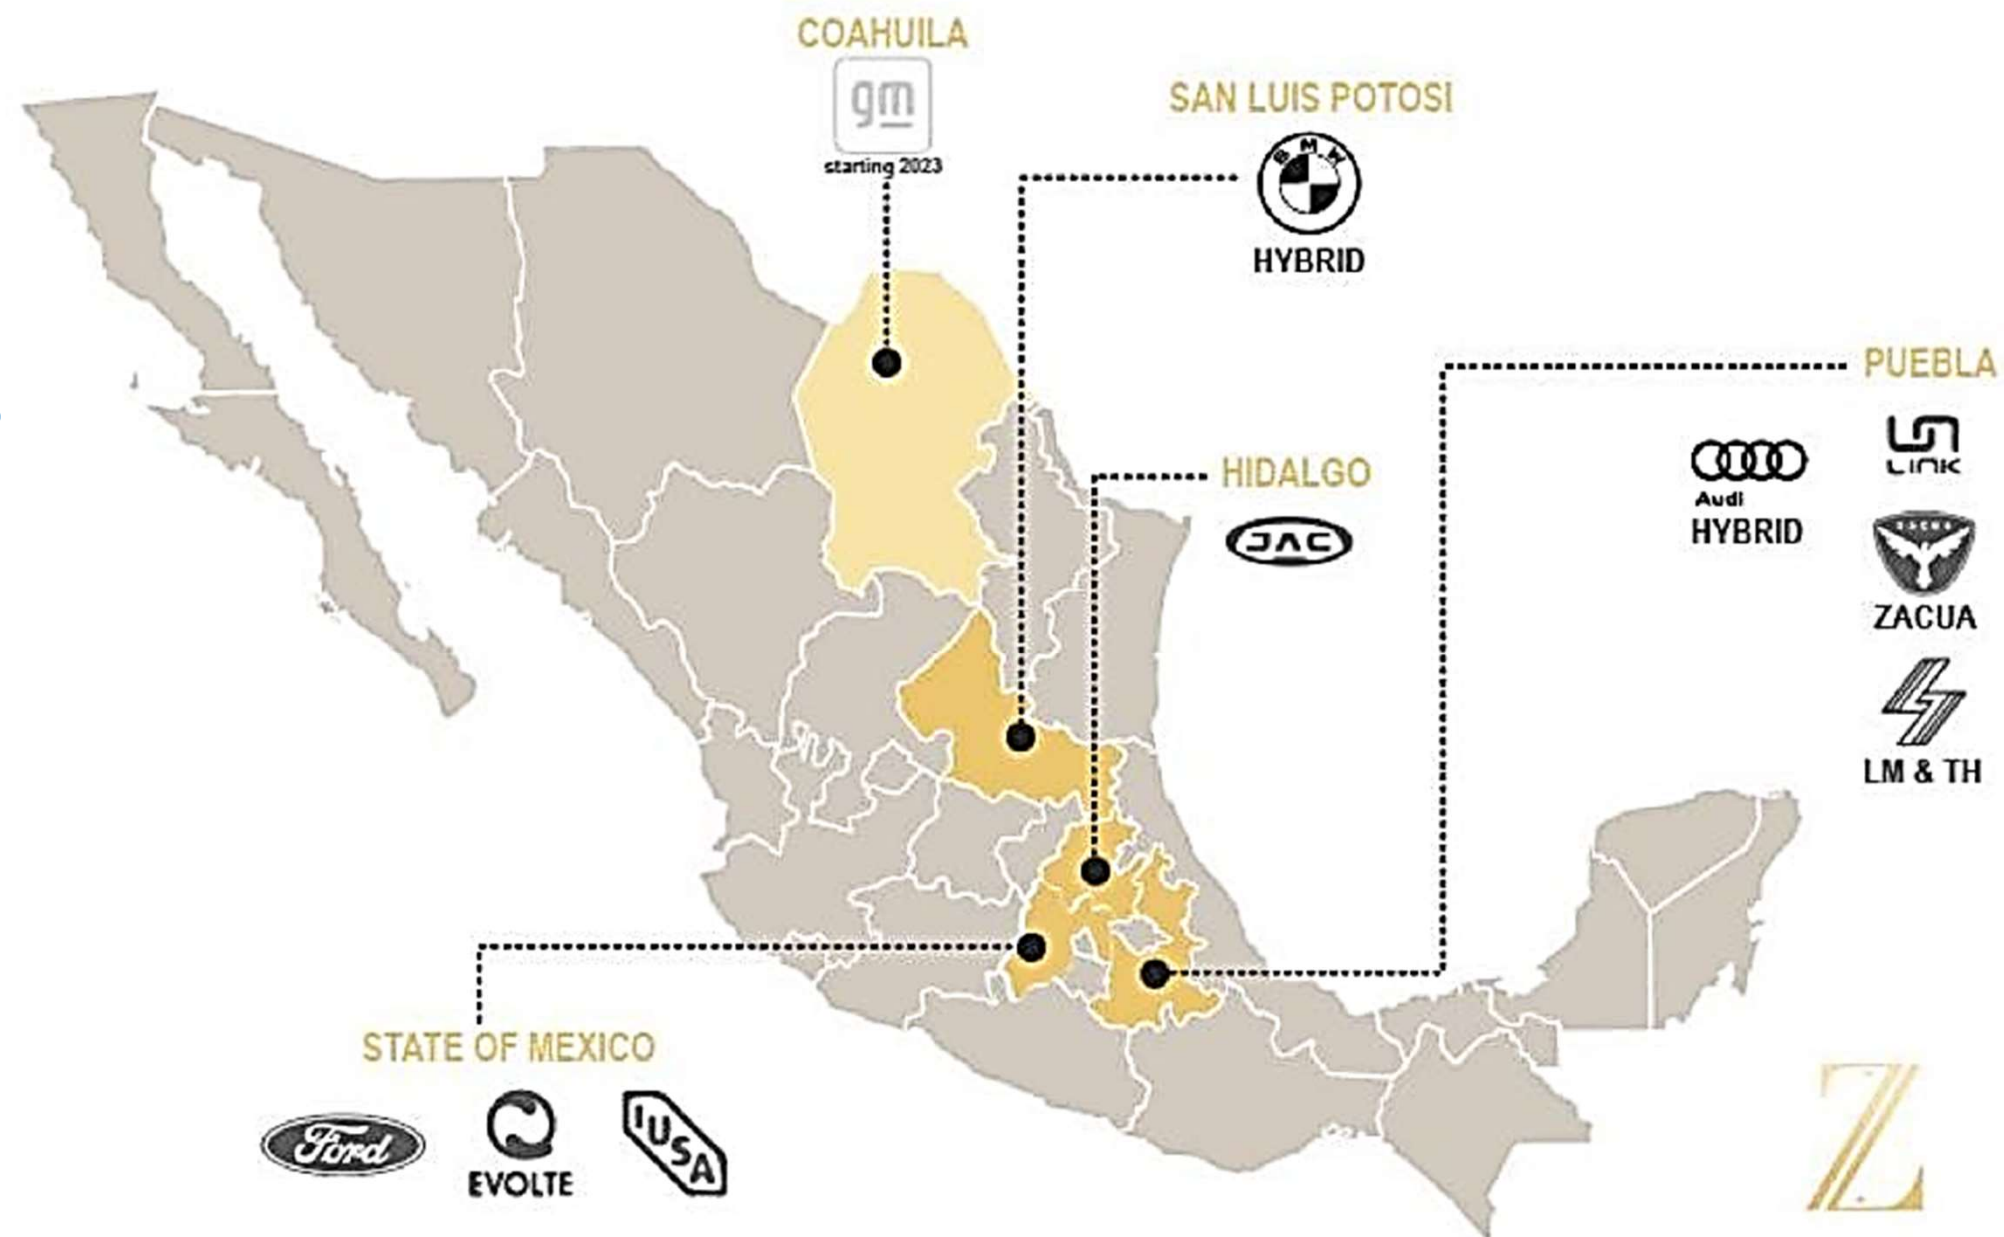 COAHUILA
gm
starting 2023
SAN LUIS POTOSI
BMW
HYBRID
PUEBLA
LINK
Audi
HYBRID
ZACUA
ZACUA
LM & TH
HIDALGO
JAC
STATE OF MEXICO
Ford
EVOLTE
IUSA
Z